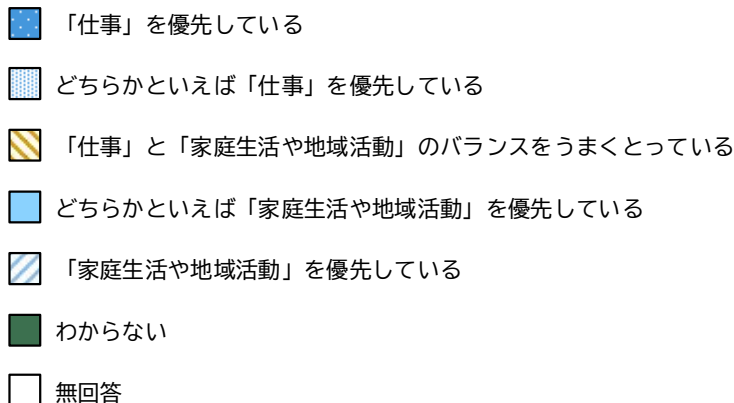 「仕事」を優先している
どちらかといえば「仕事」を優先している
「仕事」と「家庭生活や地域活動」のバランスをうまくとっている
どちらかといえば「家庭生活や地域活動」を優先している
「家庭生活や地域活動」を優先している
わからない
無回答